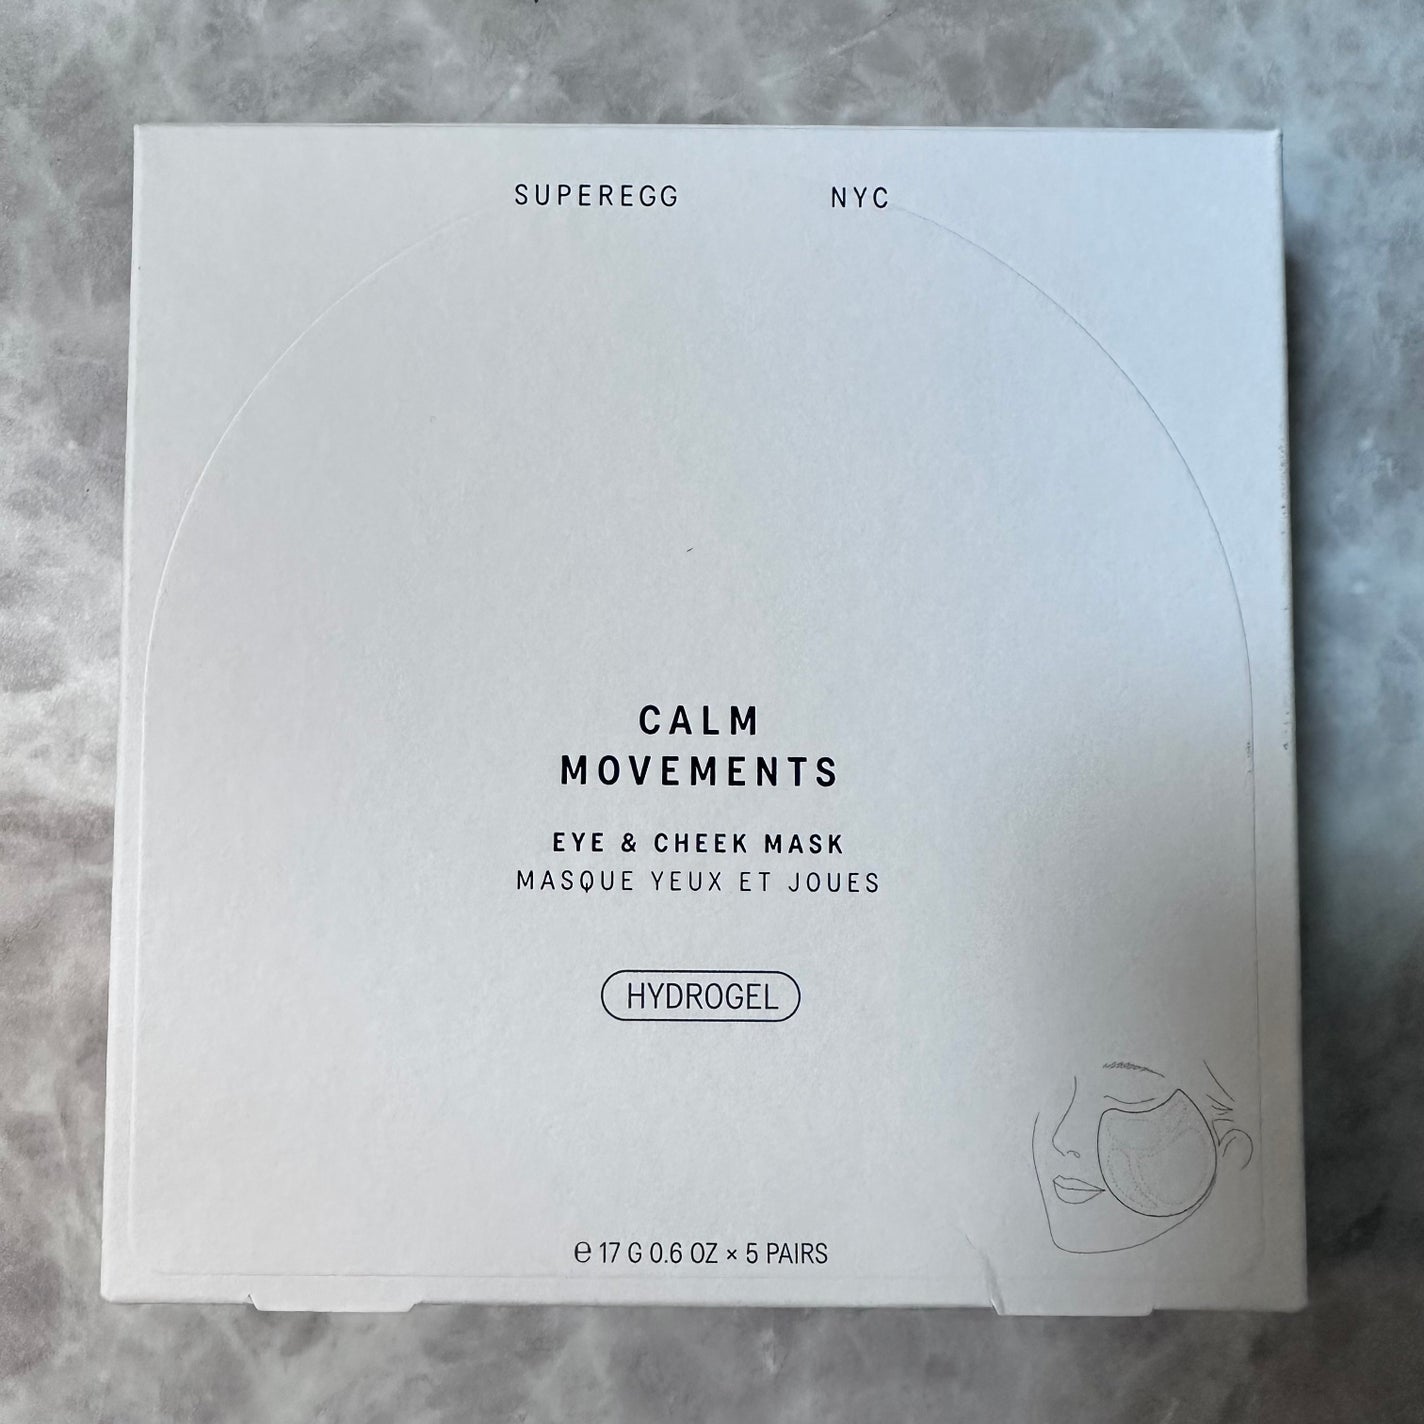 SUPEREGG NYC
CALM
MOVEMENTS
EYE & CHEEK MASK
MASQUE YEUX ET JOUES
HYDROGEL
℮ 17 G 0.6 OZ × 5 PAIRS